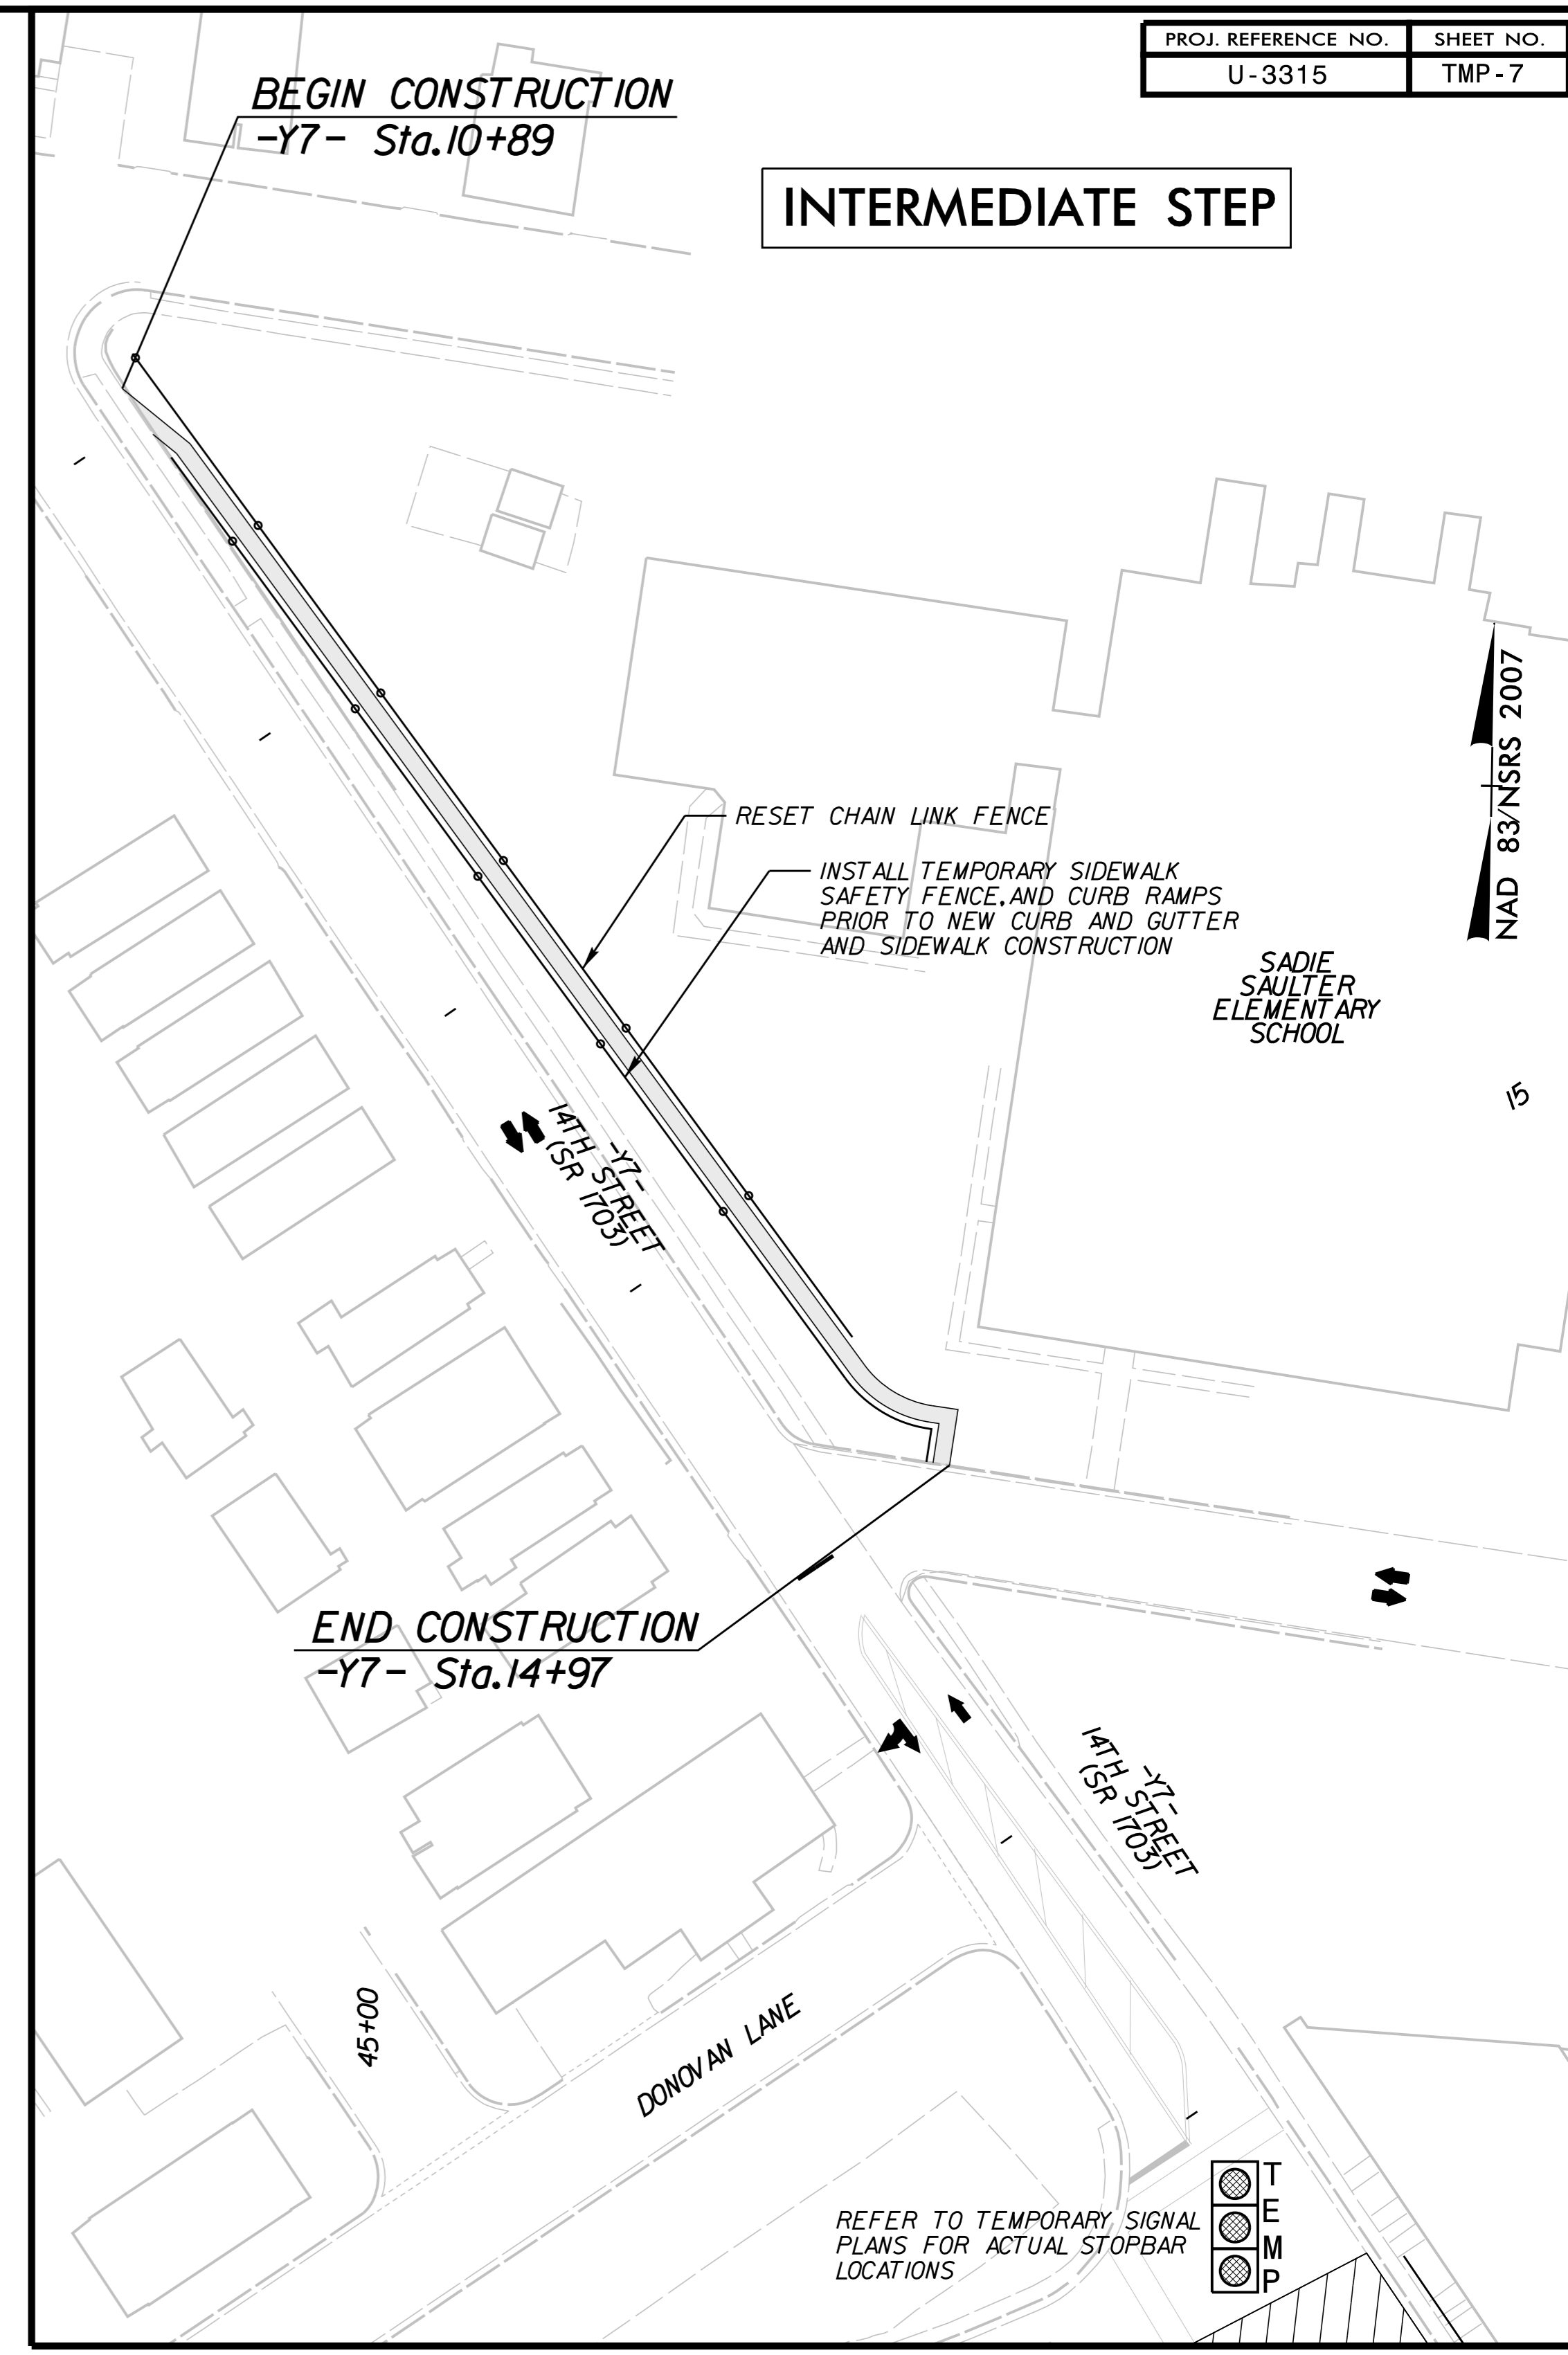 PROJ. REFERENCE NO. SHEET NO.
U-3315 TMP-7
BEGIN CONSTRUCTION
-Y7- Sta.10+89
INTERMEDIATE STEP
NAD 83/NSRS 2007
RESET CHAIN LINK FENCE
INSTALL TEMPORARY SIDEWALK
SAFETY FENCE, AND CURB RAMPS
PRIOR TO NEW CURB AND GUTTER
AND SIDEWALK CONSTRUCTION
SADIE
SAULTER
ELEMENTARY
SCHOOL
15
-Y7-
14TH STREET
(SR 1703)
END CONSTRUCTION
-Y7- Sta.14+97
-Y7-
14TH STREET
(SR 1703)
45+00
DONOVAN LANE
REFER TO TEMPORARY SIGNAL
PLANS FOR ACTUAL STOPBAR
LOCATIONS
T
E
M
P